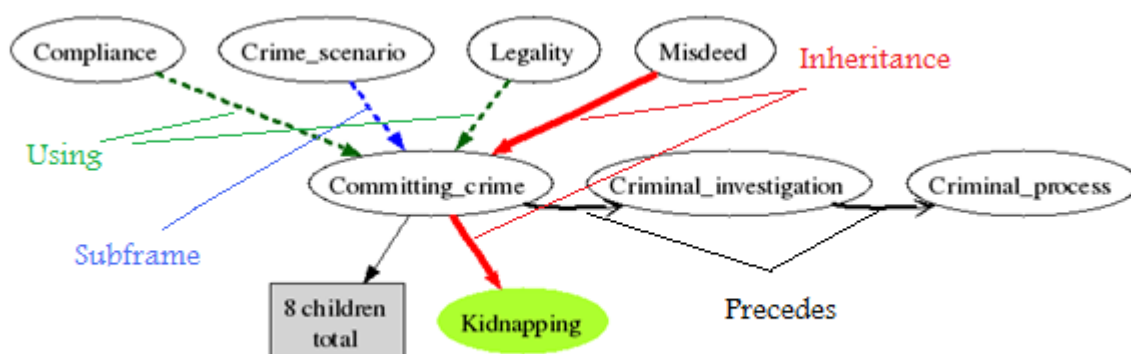 Compliance
Crime_scenario
Legality
Misdeed
Inheritance
Using
Committing_crime
Criminal_investigation
Criminal_process
Subframe
8 children
total
Kidnapping
Precedes